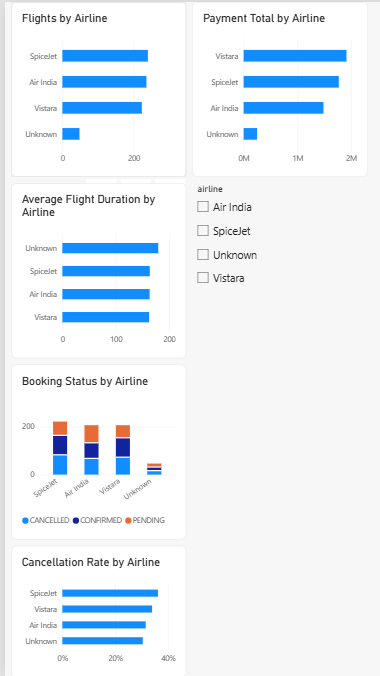 Flights by Airline
SpiceJet
Air India
Vistara
Unknown
0 200
Payment Total by Airline
Vistara
SpiceJet
Air India
Unknown
0M 1M 2M
Average Flight Duration by
Airline
Unknown
SpiceJet
Air India
Vistara
0 100 200
airline
Air India
SpiceJet
Unknown
Vistara
Booking Status by Airline
200
0
SpiceJet Air India Vistara Unknown
CANCELLED CONFIRMED PENDING
Cancellation Rate by Airline
SpiceJet
Vistara
Air India
Unknown
0% 20% 40%